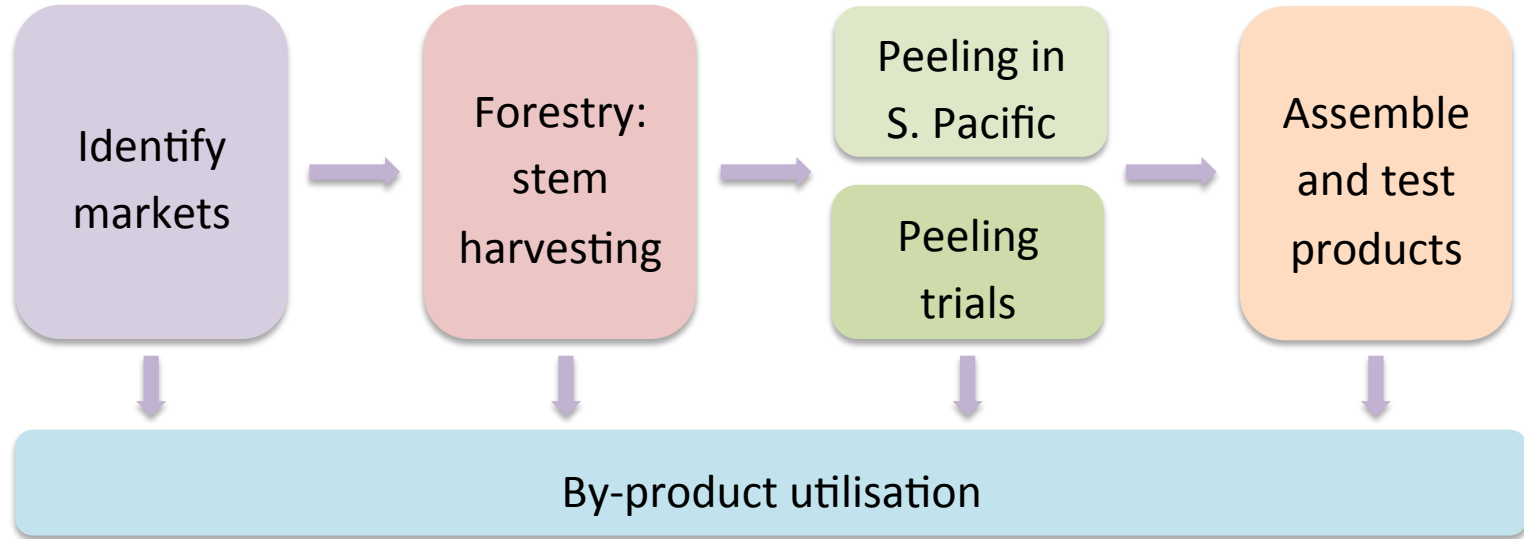 Identify
markets
Forestry:
stem
harvesting
Peeling in
S. Pacific
Peeling
trials
Assemble
and test
products
By-product utilisation